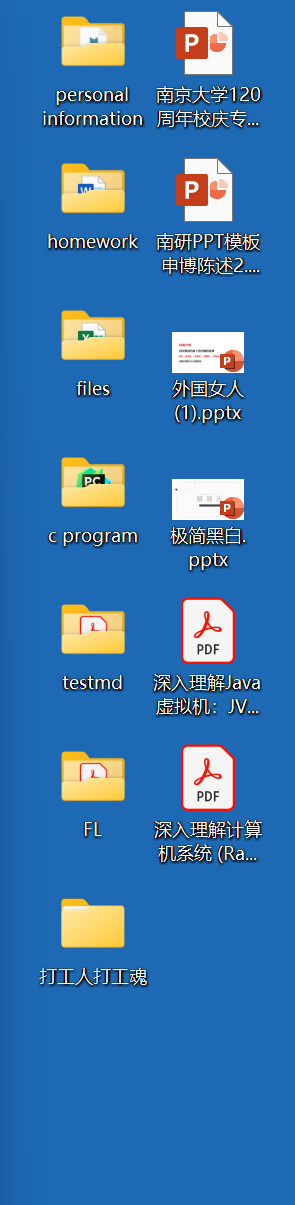 personal
information
南京大学120
周年校庆专...
homework
南研PPT模板
申博陈述2....
files
外国女人
(1).pptx
c program
极简黑白.
pptx
testmd
PDF
深入理解Java
虚拟机：JV...
FL
PDF
深入理解计算
机系统 (Ra...
打工人打工魂